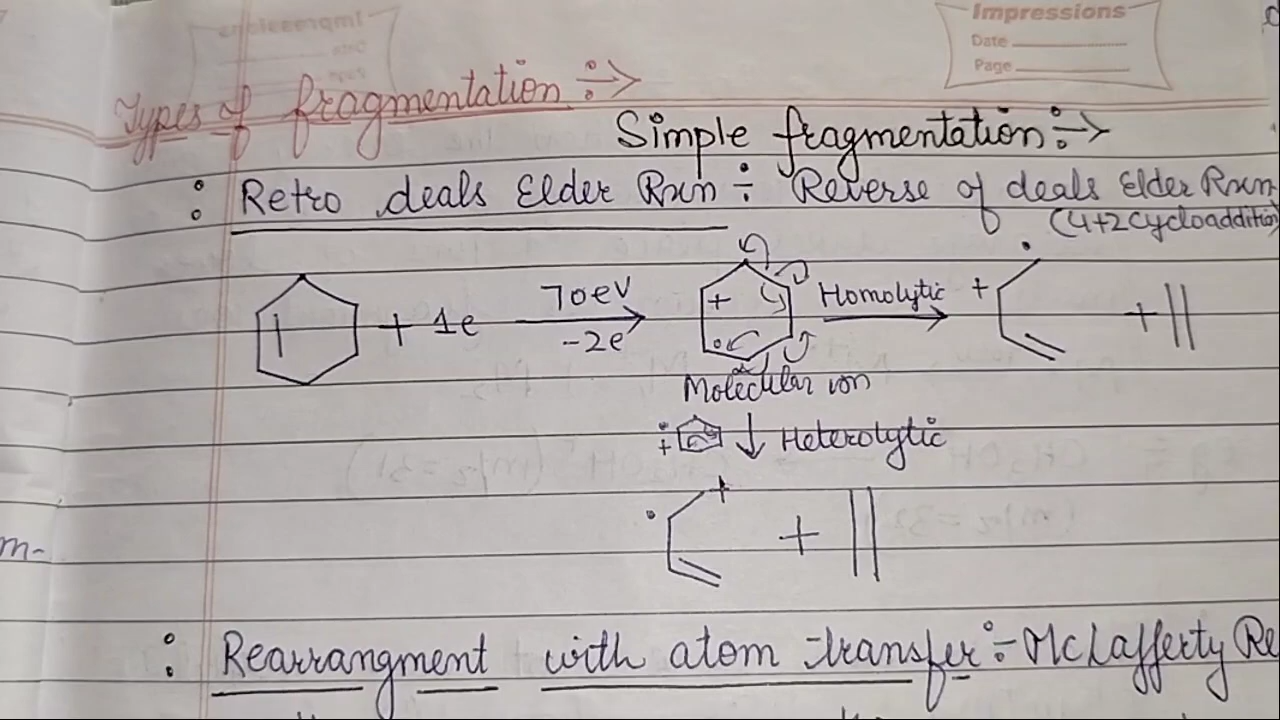 Impressions
Date
Page
Types of fragmentation :->
Simple fragmentation :->
: Retro deals Elder Rxn ÷ Reverse of deals Elder Rxn
(4+2 cycloaddition)
+ 1e 70eV -2e + Homolytic + + ||
Molecular ion
Heterolytic
+ + ||
m-
: Rearrangment with atom transfer :- McLafferty Re